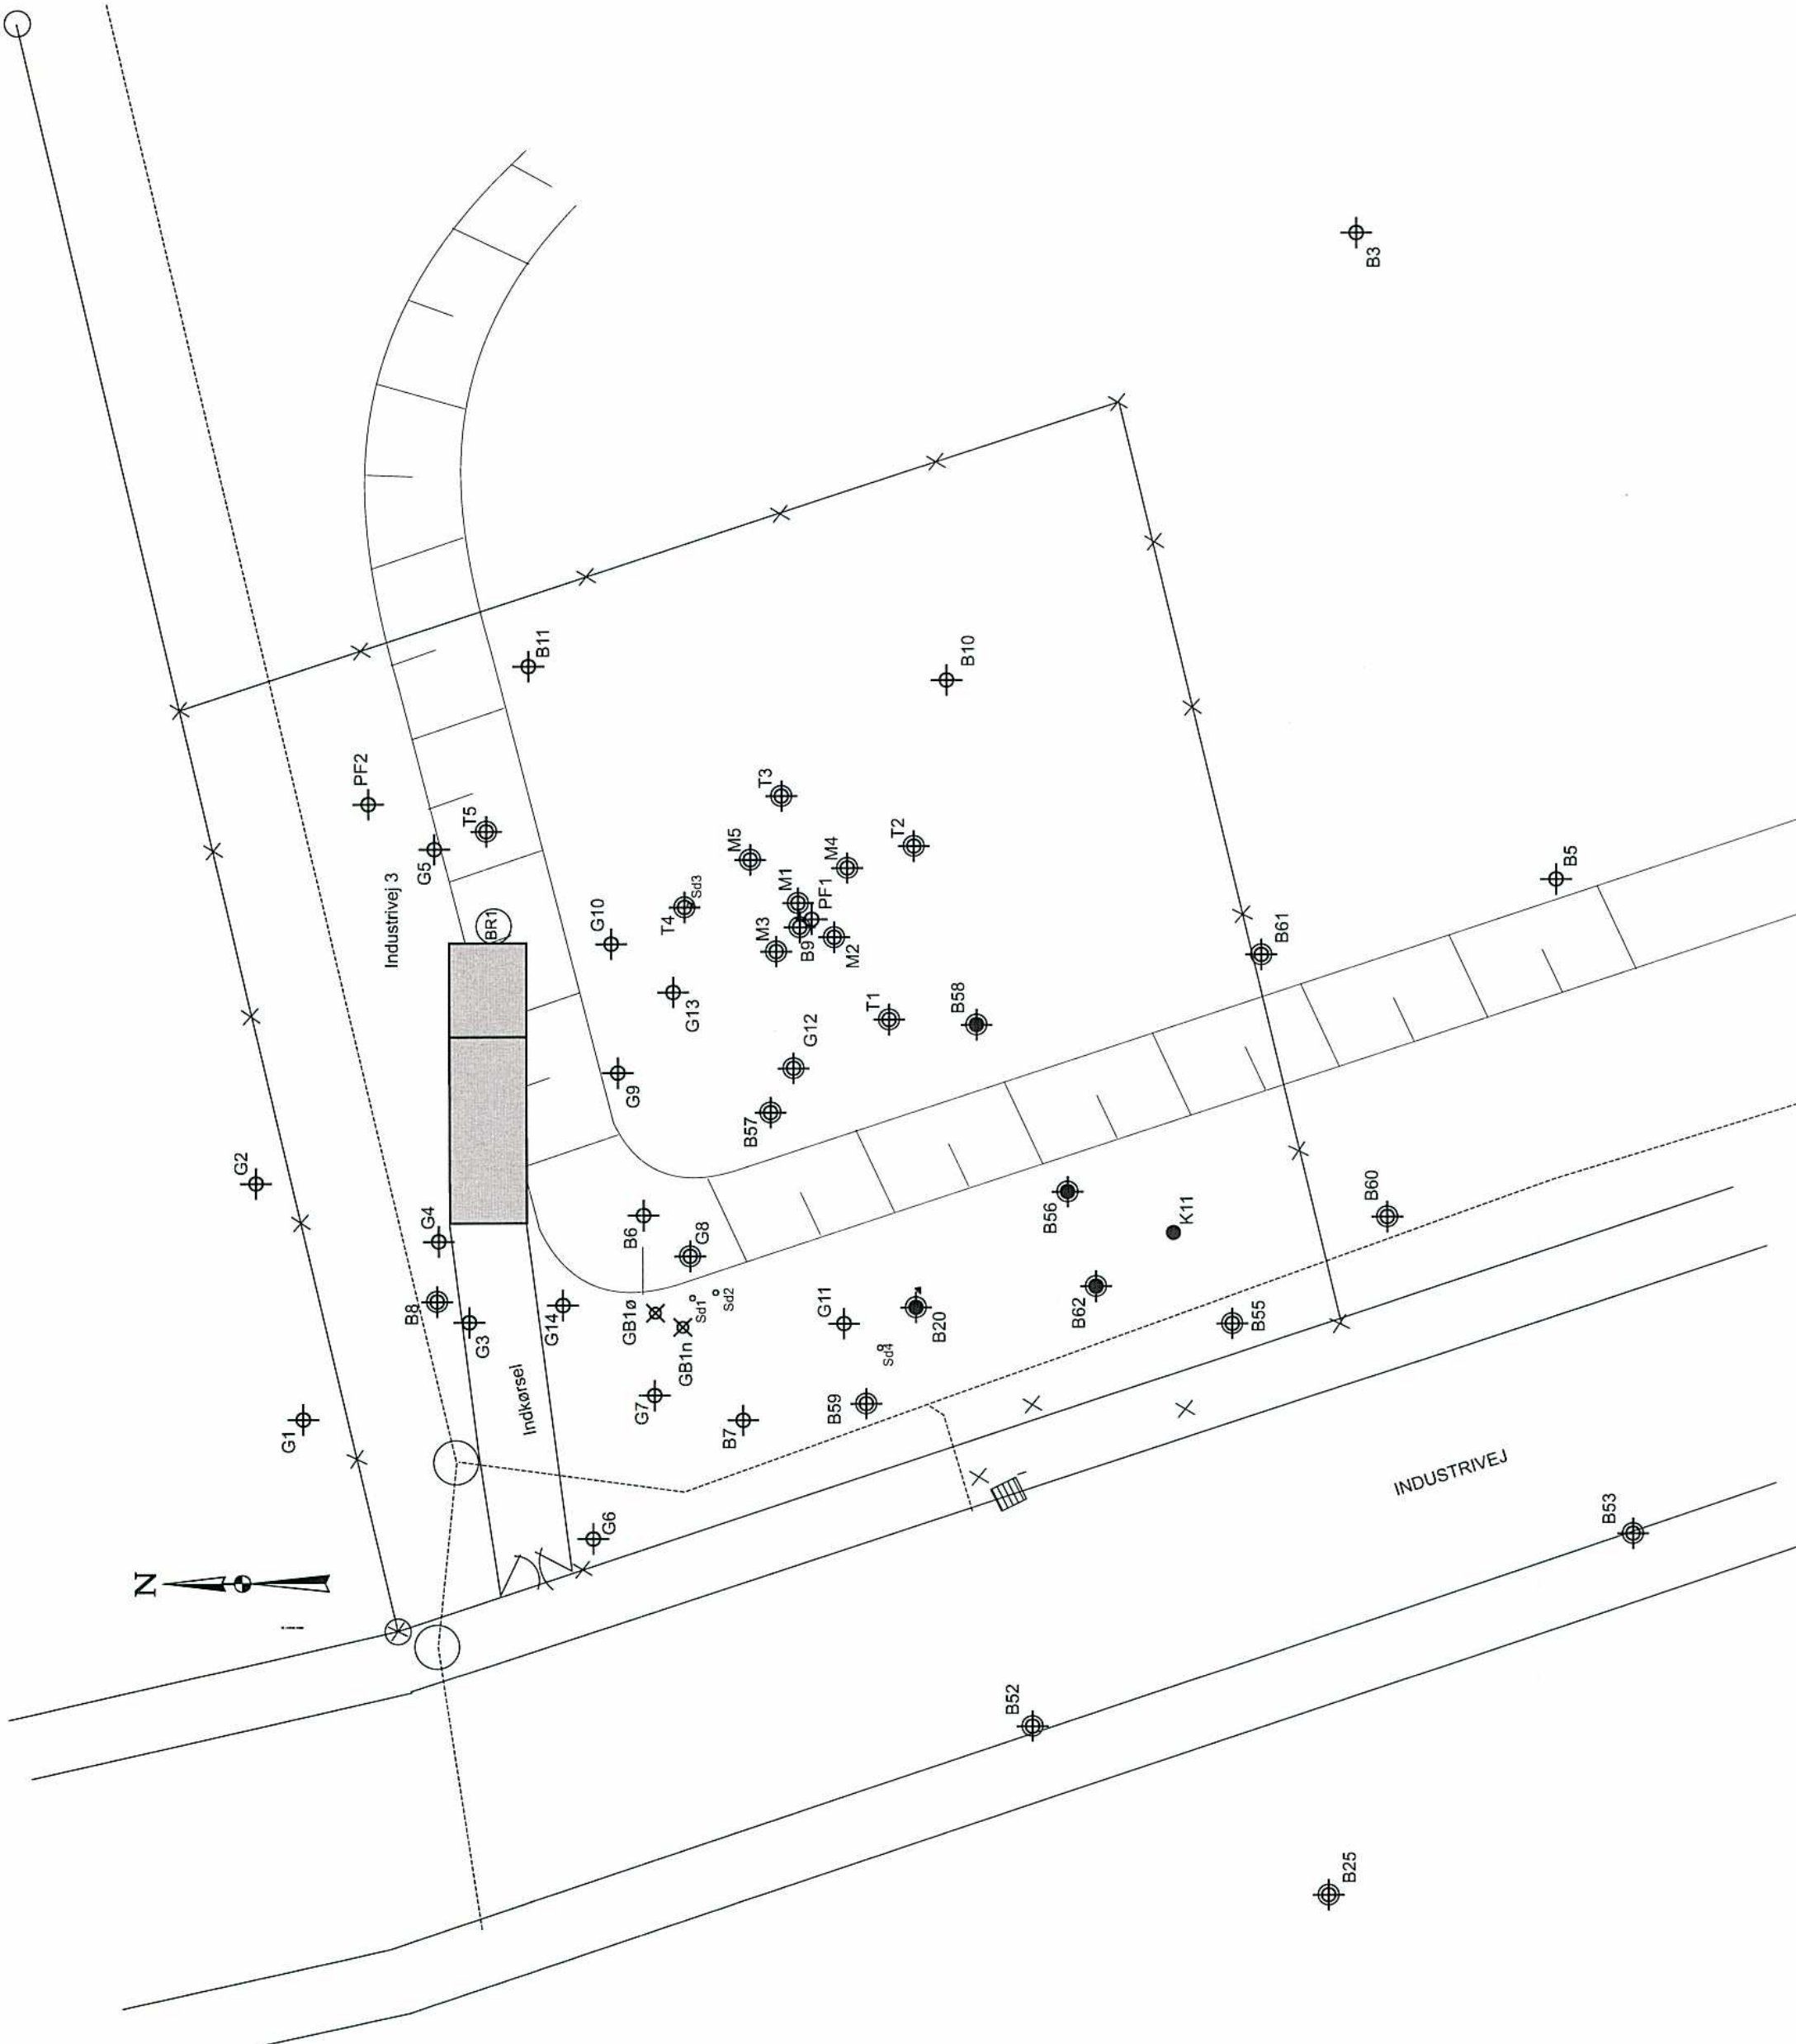 N
G2
G1
PF2
Industrivej 3
B8
G5
G4
T5
G3
BR1
Indkørsel
B11
G14
G10
G6
GB1ø
B6
G9
G7
T4
GB1n
G13
Sd3
Sd1
G8
Sd2
B7
M5
B57
M3
T3
M1
B9
G12
G11
PF1
M4
B59
M2
T1
Sd4
T2
B20
B58
B10
B52
B56
B62
K11
B55
B61
B25
B60
B3
INDUSTRIVEJ
B5
B53